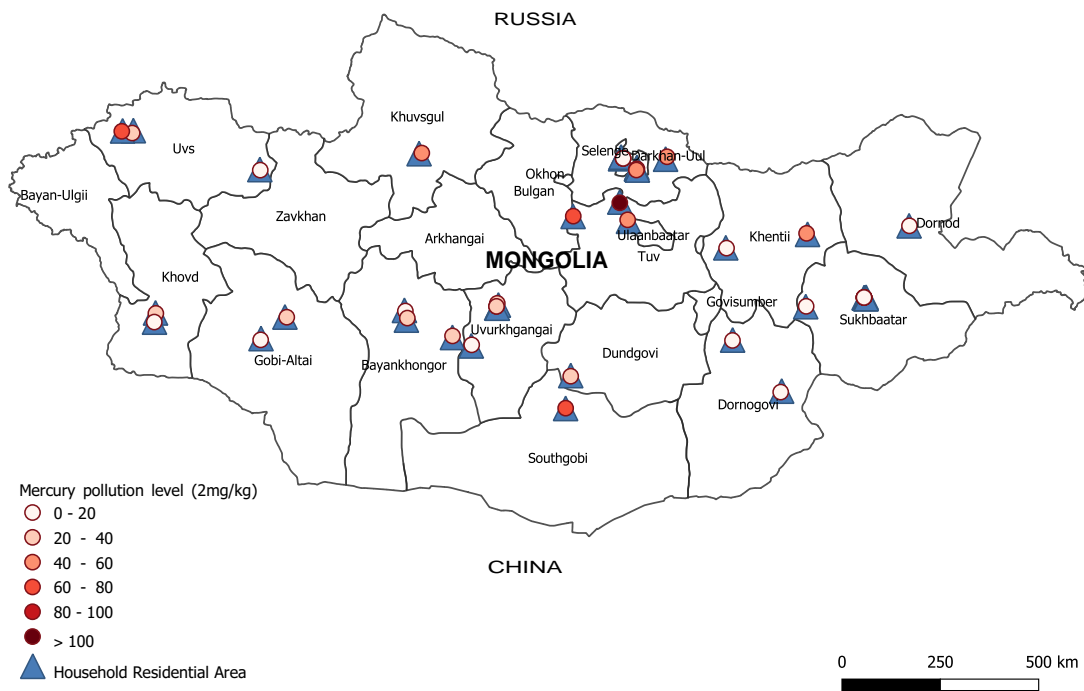 RUSSIA
Khuvsgul
Uvs
Selenge
Darkhan-Uul
Bayan-Ulgii
Okhon
Bulgan
Zavkhan
Arkhangai
Ulaanbaatar
Khentii
Dornod
MONGOLIA
Tuv
Khovd
Govisumber
Sukhbaatar
Uvurkhgangai
Gobi-Altai
Bayankhongor
Dundgovi
Dornogovi
Southgobi
Mercury pollution level (2mg/kg)
0 - 20
20 - 40
40 - 60
60 - 80
80 - 100
> 100
Household Residential Area
CHINA
0 250 500 km